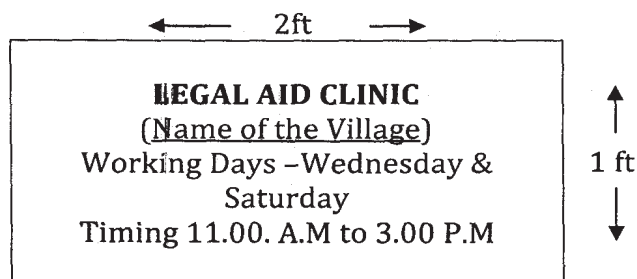 2ft
LEGAL AID CLINIC
(Name of the Village)
Working Days –Wednesday &
Saturday
1 ft
Timing 11.00. A.M to 3.00 P.M